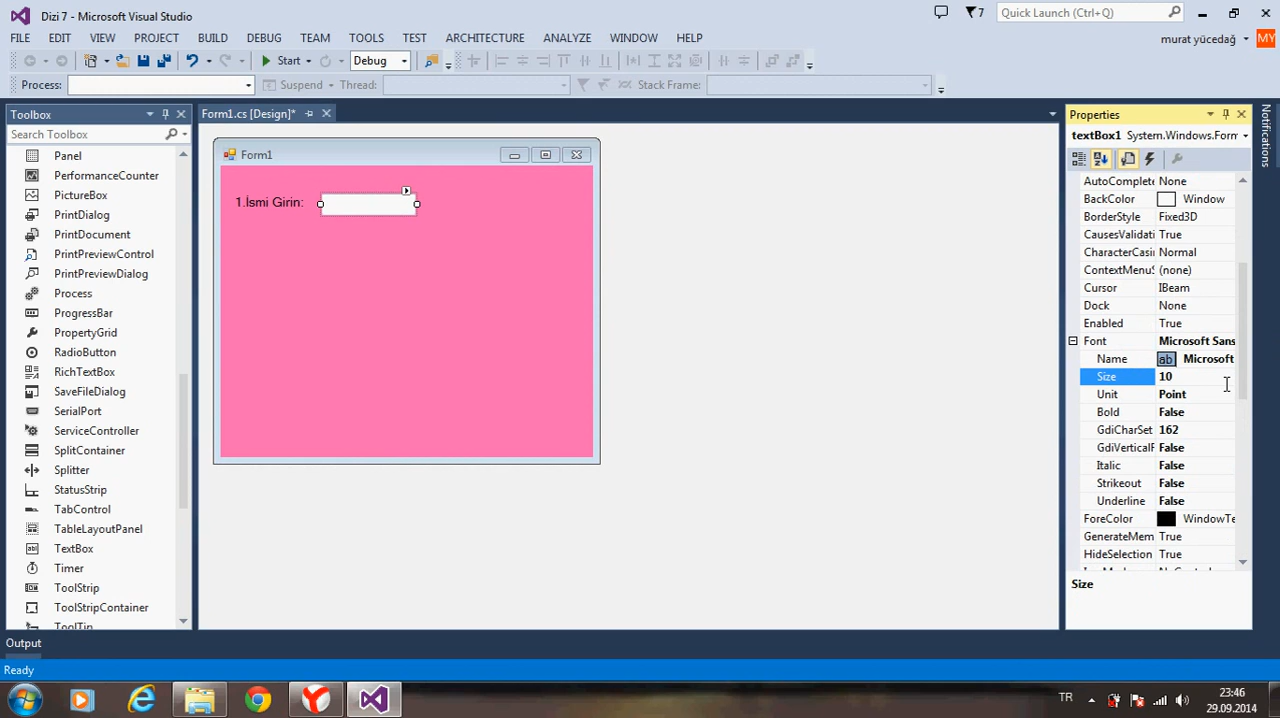 Dizi 7 - Microsoft Visual Studio
7
Quick Launch (Ctrl+Q)
FILE EDIT VIEW PROJECT BUILD DEBUG TEAM TOOLS TEST ARCHITECTURE ANALYZE WINDOW HELP
murat yücedağ MY
Start Debug
Process: Suspend Thread: Stack Frame:
Toolbox
Search Toolbox
Panel
PerformanceCounter
PictureBox
PrintDialog
PrintDocument
PrintPreviewControl
PrintPreviewDialog
Process
ProgressBar
PropertyGrid
RadioButton
RichTextBox
SaveFileDialog
SerialPort
ServiceController
SplitContainer
Splitter
StatusStrip
TabControl
TableLayoutPanel
TextBox
Timer
ToolStrip
ToolStripContainer
ToolTip
Form1.cs [Design]*
Form1
1.İsmi Girin:
Properties
textBox1 System.Windows.Form
AutoComplete None
BackColor Window
BorderStyle Fixed3D
CausesValidati True
CharacterCasin Normal
ContextMenuS (none)
Cursor IBeam
Dock None
Enabled True
Font Microsoft Sans
Name ab Microsoft
Size 10
Unit Point
Bold False
GdiCharSet 162
GdiVerticalF False
Italic False
Strikeout False
Underline False
ForeColor WindowTe
GenerateMem True
HideSelection True
Size
Notifications
Output
Ready
TR
23:46
29.09.2014